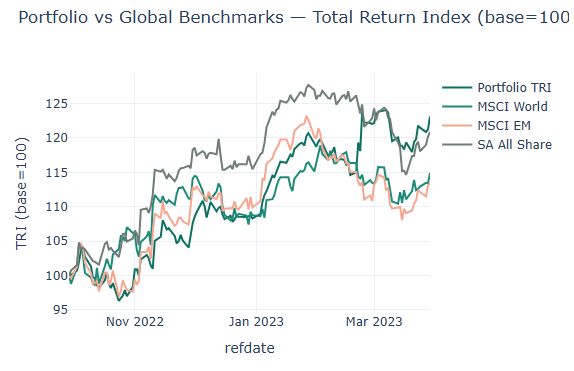 Portfolio vs Global Benchmarks — Total Return Index (base=100
Portfolio TRI
MSCI World
MSCI EM
SA All Share
TRI (base=100)
125
120
115
110
105
100
95
Nov 2022
Jan 2023
Mar 2023
refdate